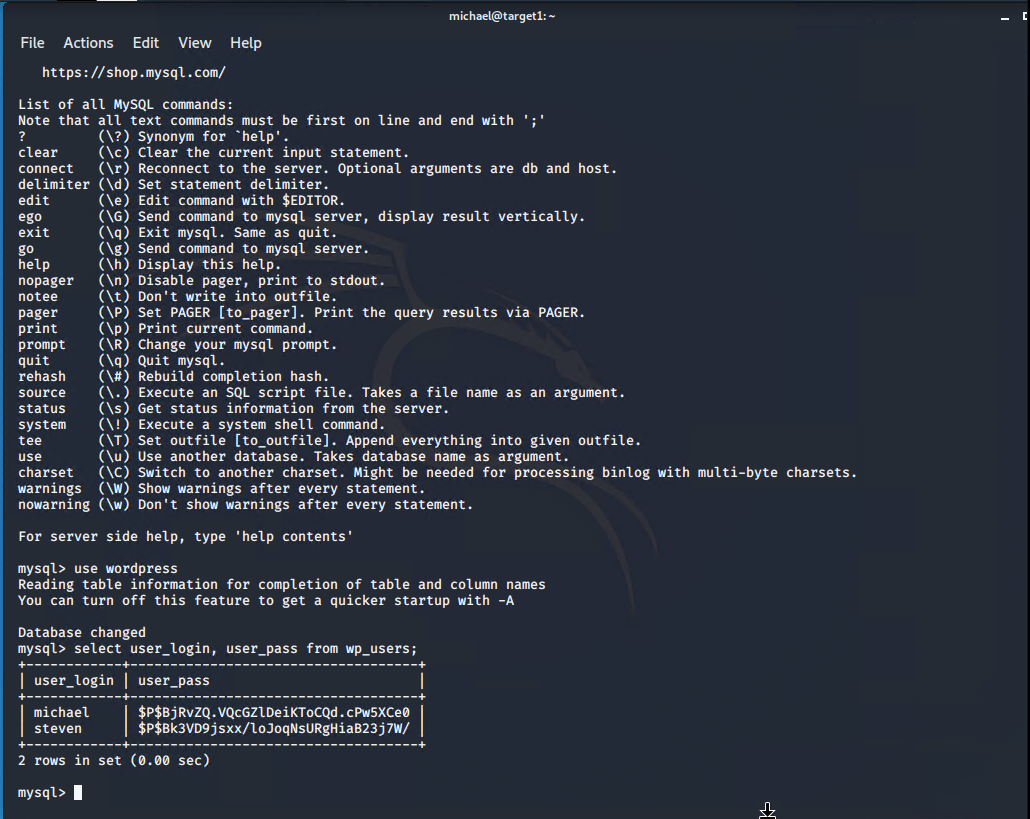 michael@target1: ~
File Actions Edit View Help
https://shop.mysql.com/
List of all MySQL commands:
Note that all text commands must be first on line and end with ';'
? (\?) Synonym for `help'.
clear (\c) Clear the current input statement.
connect (\r) Reconnect to the server. Optional arguments are db and host.
delimiter (\d) Set statement delimiter.
edit (\e) Edit command with $EDITOR.
ego (\G) Send command to mysql server, display result vertically.
exit (\q) Exit mysql. Same as quit.
go (\g) Send command to mysql server.
help (\h) Display this help.
nopager (\n) Disable pager, print to stdout.
notee (\t) Don't write into outfile.
pager (\P) Set PAGER [to_pager]. Print the query results via PAGER.
print (\p) Print current command.
prompt (\R) Change your mysql prompt.
quit (\q) Quit mysql.
rehash (\#) Rebuild completion hash.
source (\.) Execute an SQL script file. Takes a file name as an argument.
status (\s) Get status information from the server.
system (\!) Execute a system shell command.
tee (\T) Set outfile [to_outfile]. Append everything into given outfile.
use (\u) Use another database. Takes database name as argument.
charset (\C) Switch to another charset. Might be needed for processing binlog with multi-byte charsets.
warnings (\W) Show warnings after every statement.
nowarning (\w) Don't show warnings after every statement.
For server side help, type 'help contents'
mysql> use wordpress
Reading table information for completion of table and column names
You can turn off this feature to get a quicker startup with -A
Database changed
mysql> select user_login, user_pass from wp_users;
+------------+------------------------------------+
| user_login | user_pass |
+------------+------------------------------------+
| michael | $P$BjRvZQ.VQcGZlDeiKToCQd.cPw5XCe0 |
| steven | $P$Bk3VD9jsxx/loJoqNsURgHiaB23j7W/ |
+------------+------------------------------------+
2 rows in set (0.00 sec)
mysql>